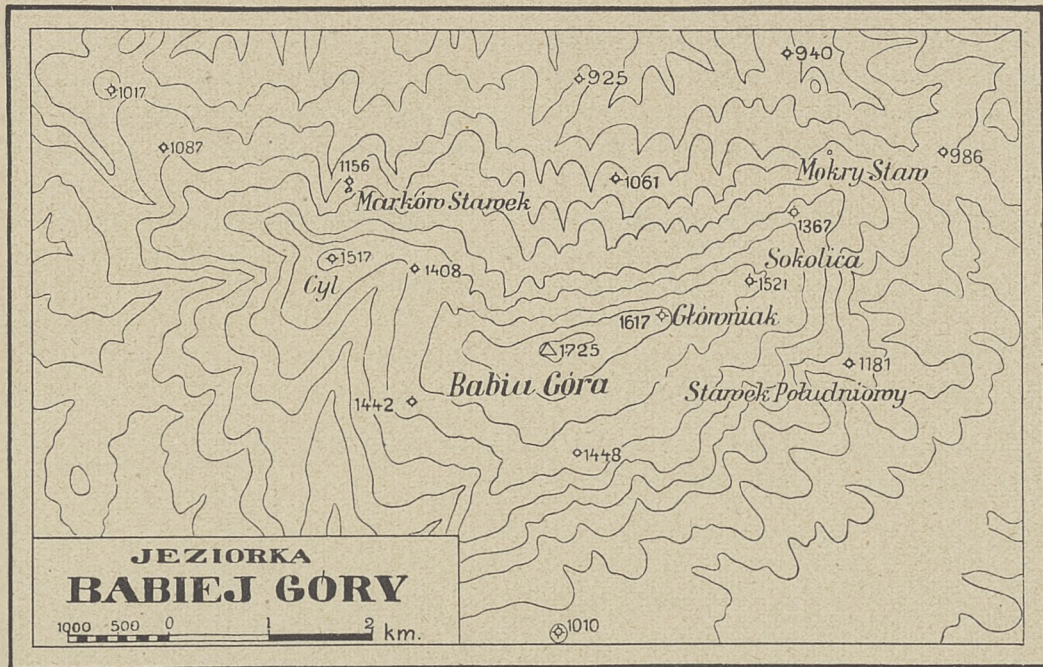 940
925
1017
1087
986
1156
Mokry Staw
1061
Marków Stawek
1367
1517
1408
Sokolica
Cyl
1521
1617
Główniak
1725
1181
Babia Góra
Stawek Południowy
1442
1448
JEZIORKA
BABIEJ GÓRY
1000 500 0 1 2 km.
1010